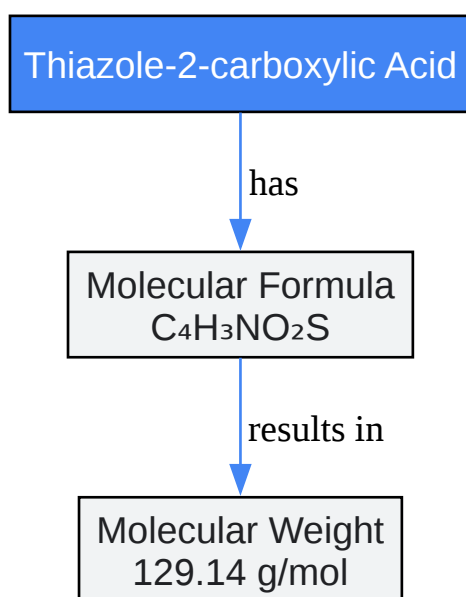 Thiazole-2-carboxylic Acid
has
Molecular Formula
C₄H₃NO₂S
results in
Molecular Weight
129.14 g/mol